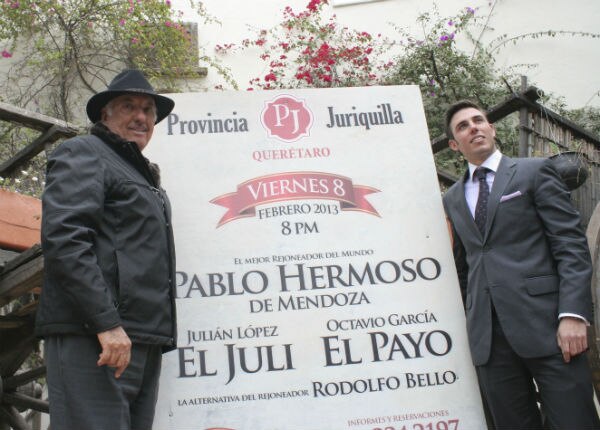 Provincia PJ Juriquilla
QUERÉTARO
VIERNES 8
FEBRERO 2013
8 PM
EL MEJOR REJONEADOR DEL MUNDO
PABLO HERMOSO
DE MENDOZA
JULIÁN LÓPEZ OCTAVIO GARCÍA
EL JULI EL PAYO
LA ALTERNATIVA DEL REJONEADOR RODOLFO BELLO
INFORMES Y RESERVACIONES
2197